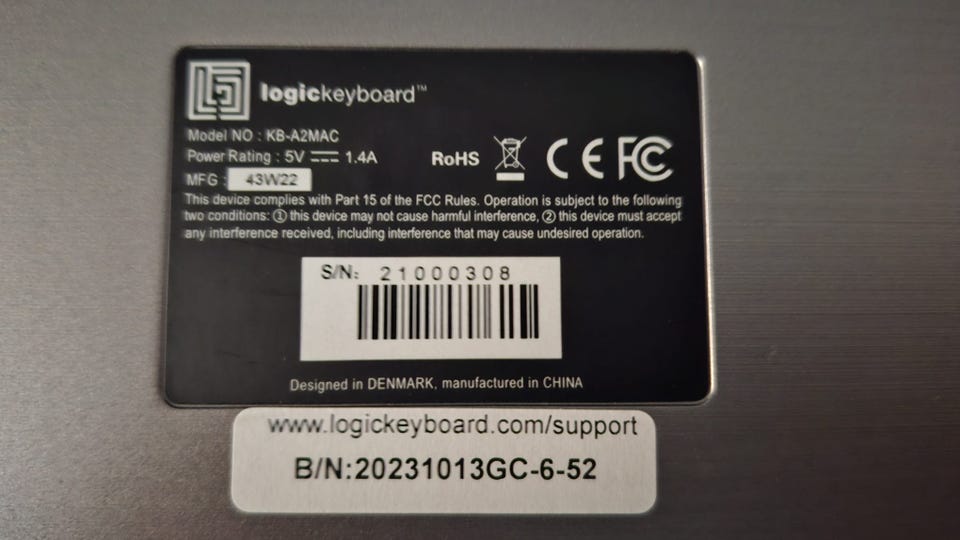 logickeyboard™
Model NO : KB-A2MAC
Power Rating : 5V ⎓ 1.4A
RoHS CE FC
MFG : 43W22
This device complies with Part 15 of the FCC Rules. Operation is subject to the following
two conditions: ① this device may not cause harmful interference, ② this device must accept
any interference received, including interference that may cause undesired operation.
S/N: 21000308
Designed in DENMARK, manufactured in CHINA
www.logickeyboard.com/support
B/N:20231013GC-6-52